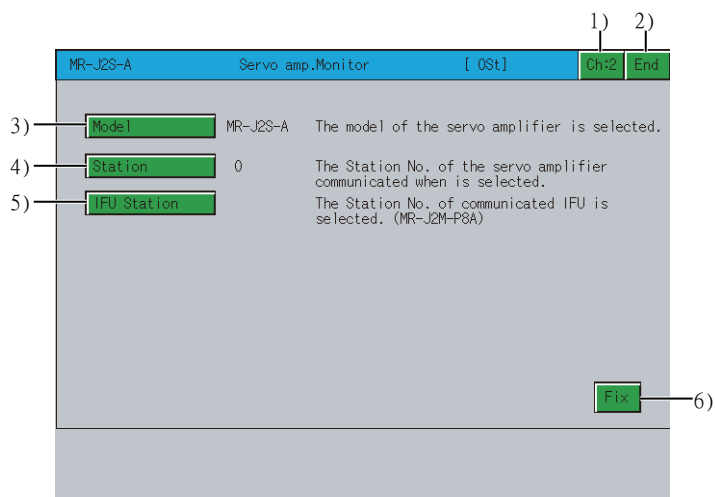 1) 2)
MR-J2S-A Servo amp.Monitor [ 0St] Ch:2 End
3) Model MR-J2S-A The model of the servo amplifier is selected.
4) Station 0 The Station No. of the servo amplifier
communicated when is selected.
5) IFU Station The Station No. of communicated IFU is
selected. (MR-J2M-P8A)
Fix 6)